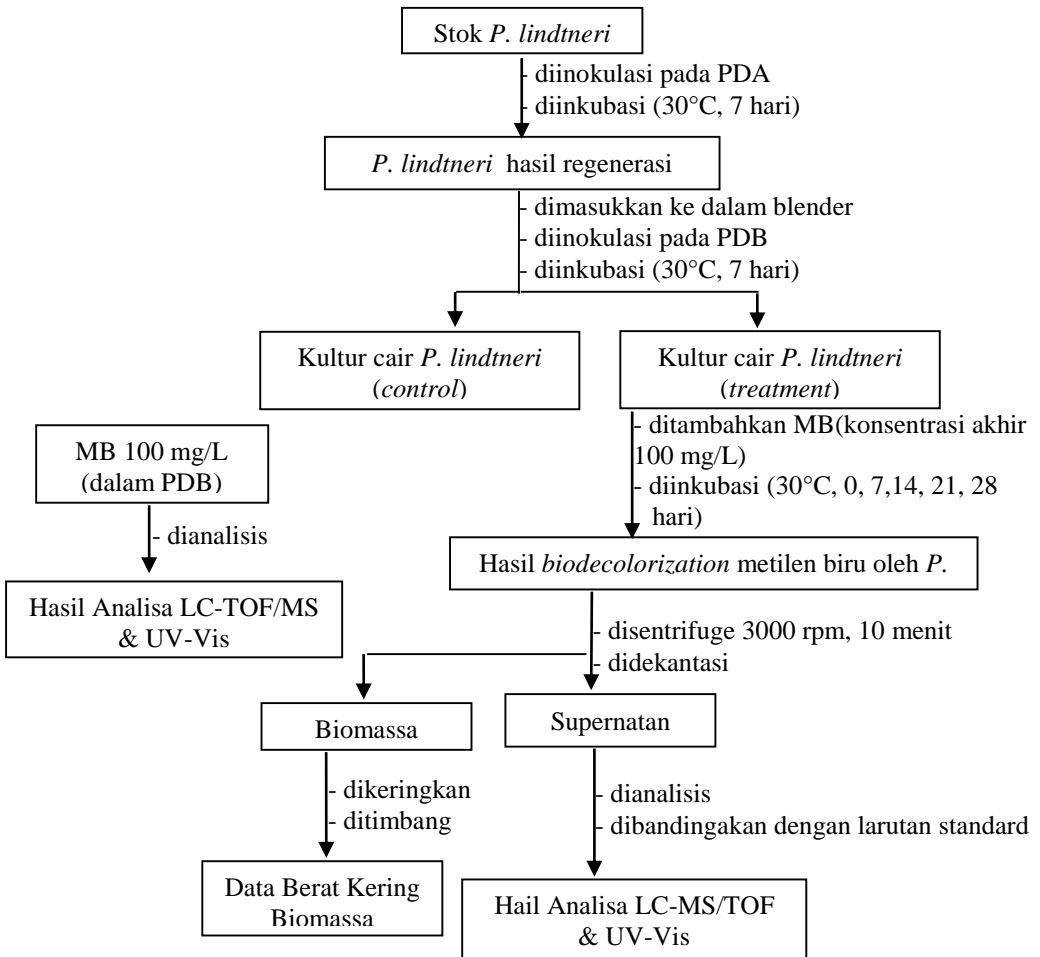 Stok P. lindtneri
- diinokulasi pada PDA
- diinkubasi (30°C, 7 hari)
P. lindtneri hasil regenerasi
- dimasukkan ke dalam blender
- diinokulasi pada PDB
- diinkubasi (30°C, 7 hari)
Kultur cair P. lindtneri
(control)
Kultur cair P. lindtneri
(treatment)
MB 100 mg/L
(dalam PDB)
- dianalisis
Hasil Analisa LC-TOF/MS
& UV-Vis
- ditambahkan MB(konsentrasi akhir
100 mg/L)
- diinkubasi (30°C, 0, 7,14, 21, 28
hari)
Hasil biodecolorization metilen biru oleh P.
- disentrifuge 3000 rpm, 10 menit
- didekantasi
Biomassa
- dikeringkan
- ditimbang
Data Berat Kering
Biomassa
Supernatan
- dianalisis
- dibandingakan dengan larutan standard
Hail Analisa LC-MS/TOF
& UV-Vis